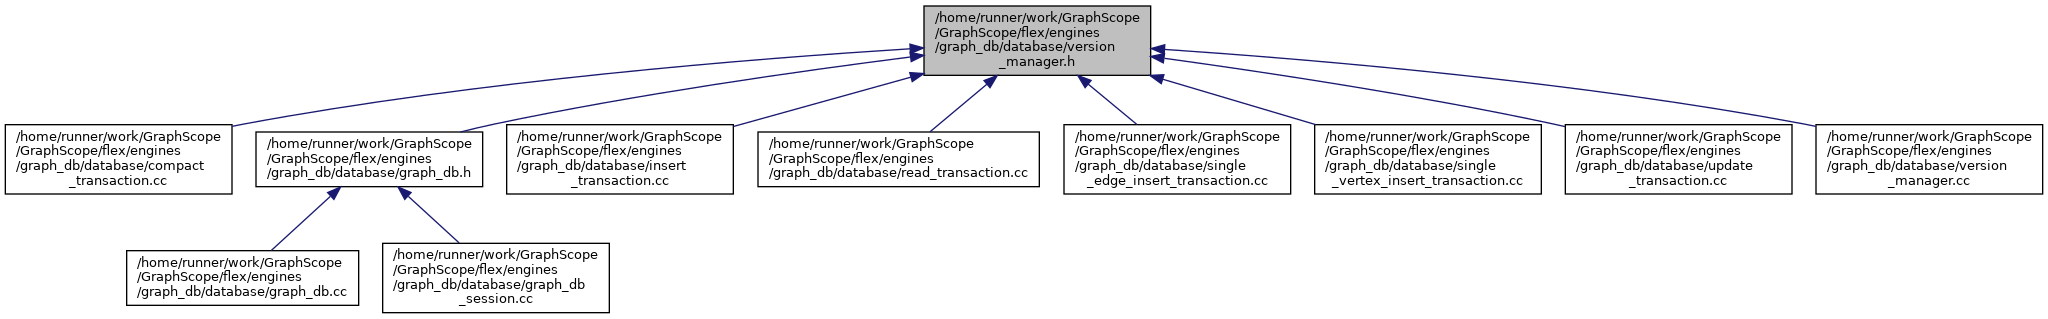 /home/runner/work/GraphScope
/GraphScope/flex/engines
/graph_db/database/version
_manager.h
/home/runner/work/GraphScope
/GraphScope/flex/engines
/graph_db/database/compact
_transaction.cc
/home/runner/work/GraphScope
/GraphScope/flex/engines
/graph_db/database/graph_db.h
/home/runner/work/GraphScope
/GraphScope/flex/engines
/graph_db/database/insert
_transaction.cc
/home/runner/work/GraphScope
/GraphScope/flex/engines
/graph_db/database/read_transaction.cc
/home/runner/work/GraphScope
/GraphScope/flex/engines
/graph_db/database/single
_edge_insert_transaction.cc
/home/runner/work/GraphScope
/GraphScope/flex/engines
/graph_db/database/single
_vertex_insert_transaction.cc
/home/runner/work/GraphScope
/GraphScope/flex/engines
/graph_db/database/update
_transaction.cc
/home/runner/work/GraphScope
/GraphScope/flex/engines
/graph_db/database/version
_manager.cc
/home/runner/work/GraphScope
/GraphScope/flex/engines
/graph_db/database/graph_db.cc
/home/runner/work/GraphScope
/GraphScope/flex/engines
/graph_db/database/graph_db
_session.cc